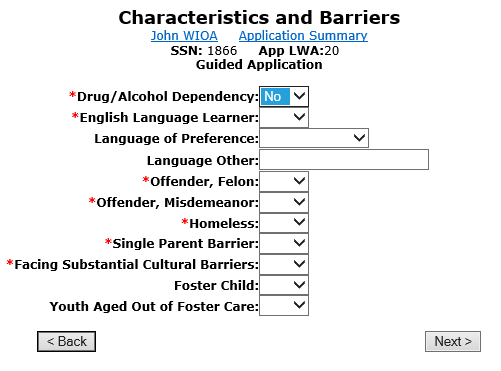 Characteristics and Barriers
John WIOA Application Summary
SSN: 1866 App LWA:20
Guided Application
*Drug/Alcohol Dependency: No
*English Language Learner:
Language of Preference:
Language Other:
*Offender, Felon:
*Offender, Misdemeanor:
*Homeless:
*Single Parent Barrier:
*Facing Substantial Cultural Barriers:
Foster Child:
Youth Aged Out of Foster Care:
< Back Next >